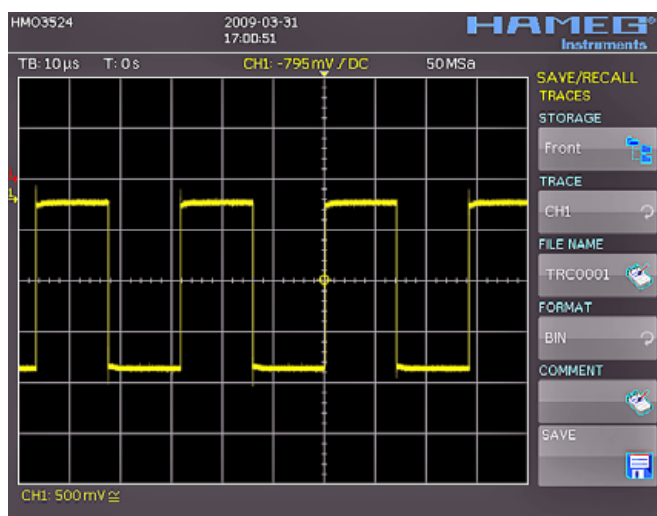 HMO3524
2009-03-31
17:00:51
HAMEG®
Instruments
TB: 10µs T: 0s CH1: -795mV / DC 50MSa
SAVE/RECALL
TRACES
STORAGE
Front
TRACE
CH1
FILE NAME
TRC0001
FORMAT
BIN
COMMENT
SAVE
1
CH1: 500mV≅